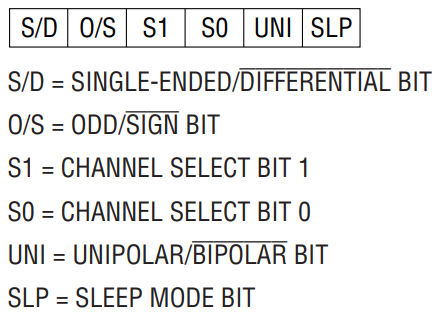 S/D O/S S1 S0 UNI SLP
S/D = SINGLE-ENDED/DIFFERENTIAL BIT
O/S = ODD/SIGN BIT
S1 = CHANNEL SELECT BIT 1
S0 = CHANNEL SELECT BIT 0
UNI = UNIPOLAR/BIPOLAR BIT
SLP = SLEEP MODE BIT